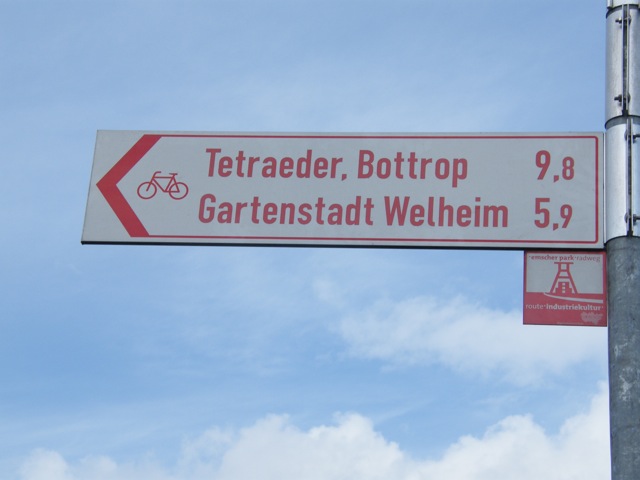 Tetraeder, Bottrop 9,8
Gartenstadt Welheim 5,9
emscher park radweg
route industriekultur